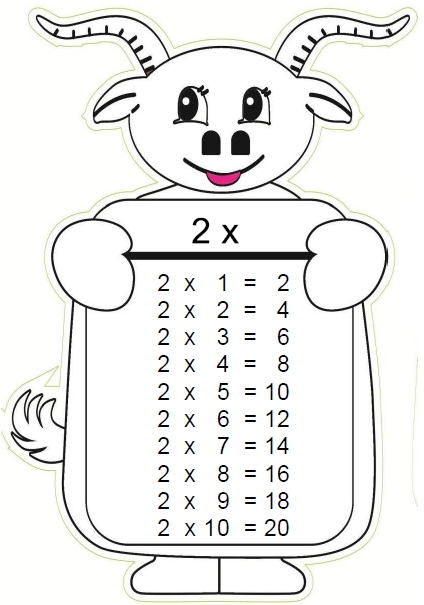 2 x
2 x 1 = 2
2 x 2 = 4
2 x 3 = 6
2 x 4 = 8
2 x 5 = 10
2 x 6 = 12
2 x 7 = 14
2 x 8 = 16
2 x 9 = 18
2 x 10 = 20